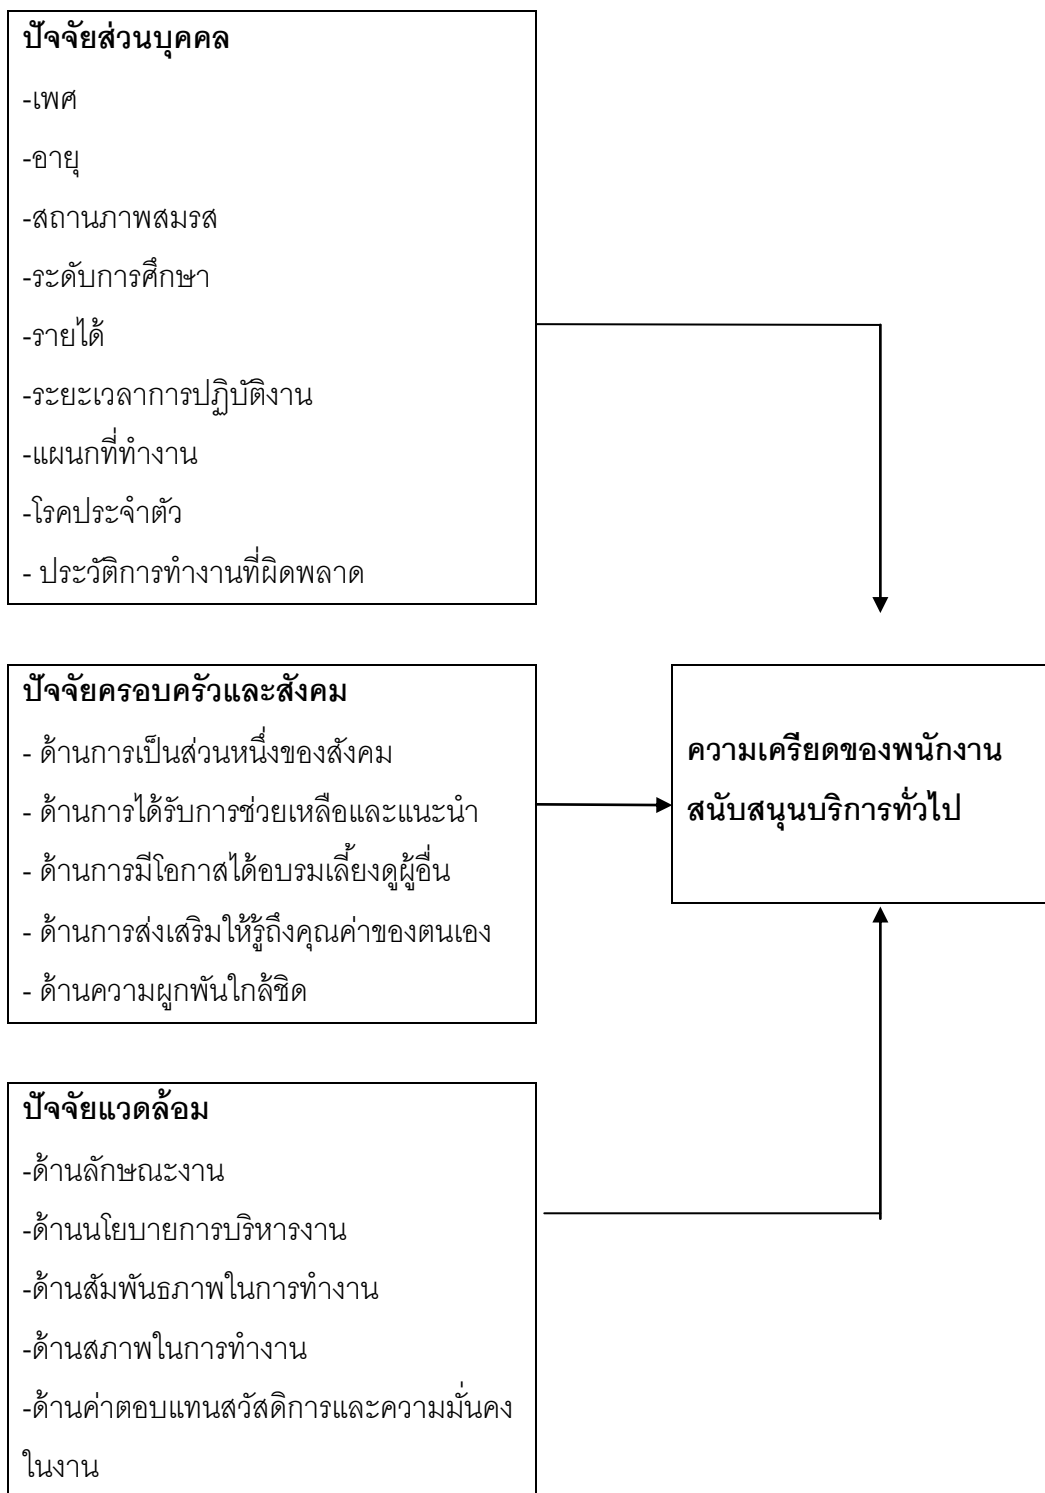 ปัจจัยส่วนบุคคล
-เพศ
-อายุ
-สถานภาพสมรส
-ระดับการศึกษา
-รายได้
-ระยะเวลาการปฏิบัติงาน
-แผนกที่ทำงาน
-โรคประจำตัว
- ประวัติการทำงานที่ผิดพลาด
ปัจจัยครอบครัวและสังคม
- ด้านการเป็นส่วนหนึ่งของสังคม
- ด้านการได้รับการช่วยเหลือและแนะนำ
- ด้านการมีโอกาสได้อบรมเลี้ยงดูผู้อื่น
- ด้านการส่งเสริมให้รู้ถึงคุณค่าของตนเอง
- ด้านความผูกพันใกล้ชิด
ความเครียดของพนักงาน
สนับสนุนบริการทั่วไป
ปัจจัยแวดล้อม
-ด้านลักษณะงาน
-ด้านนโยบายการบริหารงาน
-ด้านสัมพันธภาพในการทำงาน
-ด้านสภาพในการทำงาน
-ด้านค่าตอบแทนสวัสดิการและความมั่นคง
ในงาน